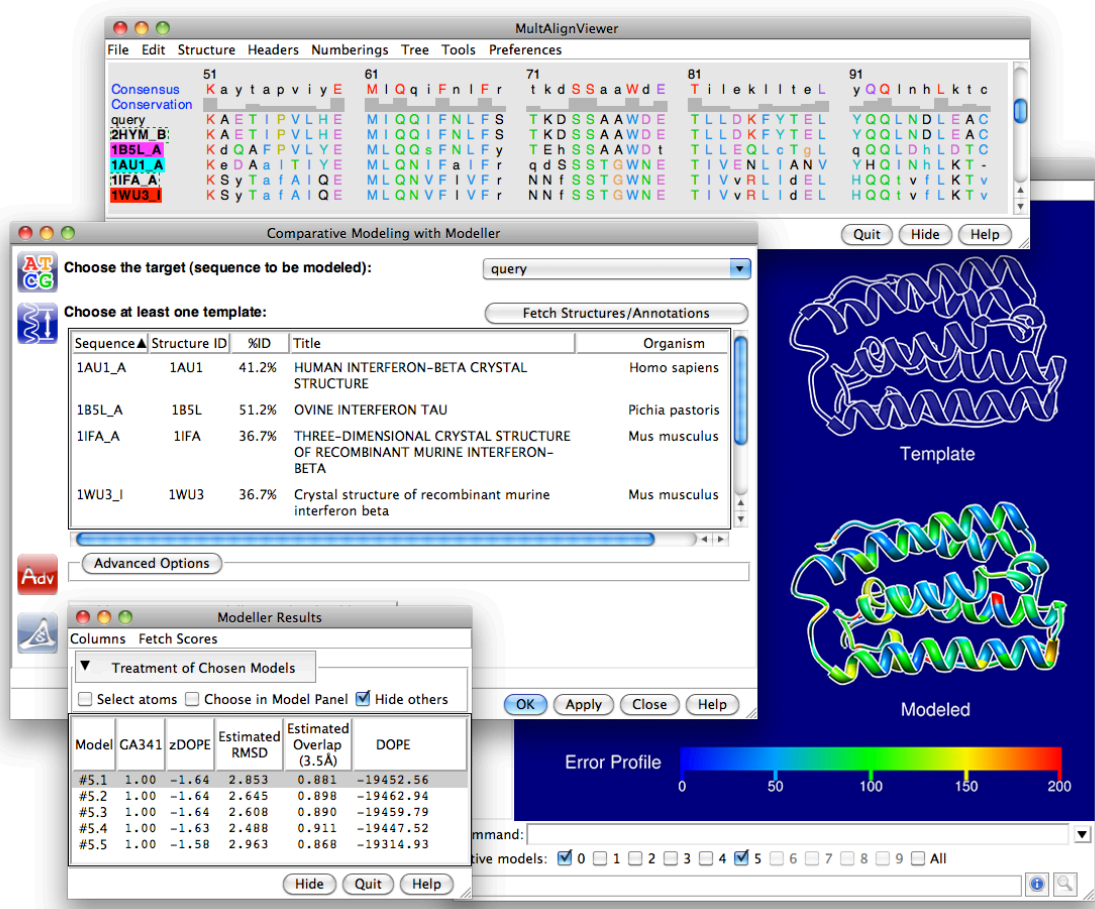 MultAlignViewer
File Edit Structure Headers Numberings Tree Tools Preferences
51 61 71 81 91
Consensus K a y t a p v i y E M l Q q i F n l F r t k d S S a a W d E T i l e k l l t e L y Q Q l n h L k t c
Conservation
query K A E T I P V L H E M I Q Q I F N L F S T K D S S A A W D E T L L D K F Y T E L Y Q Q L N D L E A C
2HYM_B K A E T I P V L Y E M I Q Q I F N L F S T K D S S A A W D E T L L D K F Y T E L Y Q Q L N D L E A C
1B5L_A K d Q A F P V L Y E M L Q Q s F N L F y T E h S S A A W D t T L L E Q L c T g L q Q Q L D h L D T C
1AU1_A K e D A a I T I Y E M L Q N I F a I F r q d S S S T G W N E T I V E N L I A N V Y H Q I N h L K T -
1IFA_A K S y T a f A I Q E M L Q N V F I V F r N N f S S T G W N E T I V v R L I d E L H Q Q t v f L K T v
1WU3_I K S y T a f A I Q E M L Q N V F I V F r N N f S S T G W N E T I V v R L I d E L H Q Q t v f L K T v
Quit Hide Help
Comparative Modeling with Modeller
Choose the target (sequence to be modeled): query
Choose at least one template: Fetch Structures/Annotations
Sequence Structure ID %ID Title Organism
1AU1_A 1AU1 41.2% HUMAN INTERFERON-BETA CRYSTAL Homo sapiens
STRUCTURE
1B5L_A 1B5L 51.2% OVINE INTERFERON TAU Pichia pastoris
1IFA_A 1IFA 36.7% THREE-DIMENSIONAL CRYSTAL STRUCTURE Mus musculus
OF RECOMBINANT MURINE INTERFERON-
BETA
1WU3_I 1WU3 36.7% Crystal structure of recombinant murine Mus musculus
interferon beta
Adv Advanced Options
OK Apply Close Help
Modeller Results
Columns Fetch Scores
Treatment of Chosen Models
Select atoms Choose in Model Panel Hide others
Model GA341 zDOPE Estimated RMSD Estimated Overlap (3.5Å) DOPE
#5.1 1.00 -1.64 2.853 0.881 -19452.56
#5.2 1.00 -1.64 2.645 0.898 -19462.94
#5.3 1.00 -1.64 2.608 0.890 -19459.79
#5.4 1.00 -1.63 2.488 0.911 -19447.52
#5.5 1.00 -1.58 2.963 0.868 -19314.93
Hide Quit Help
Template
Modeled
Error Profile
0 50 100 150 200
mmand:
tive models: 0 1 2 3 4 5 6 7 8 9 All